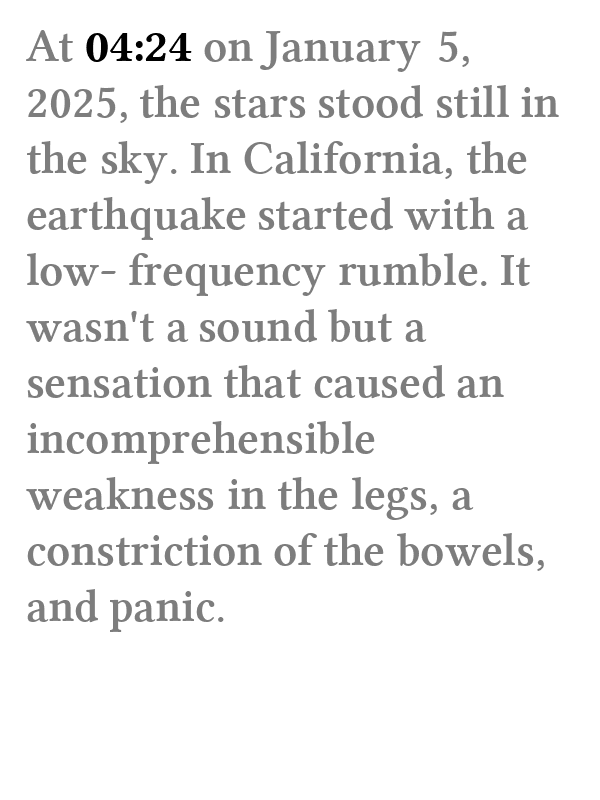 At 04:24 on January 5,
2025, the stars stood still in
the sky. In California, the
earthquake started with a
low- frequency rumble. It
wasn't a sound but a
sensation that caused an
incomprehensible
weakness in the legs, a
constriction of the bowels,
and panic.